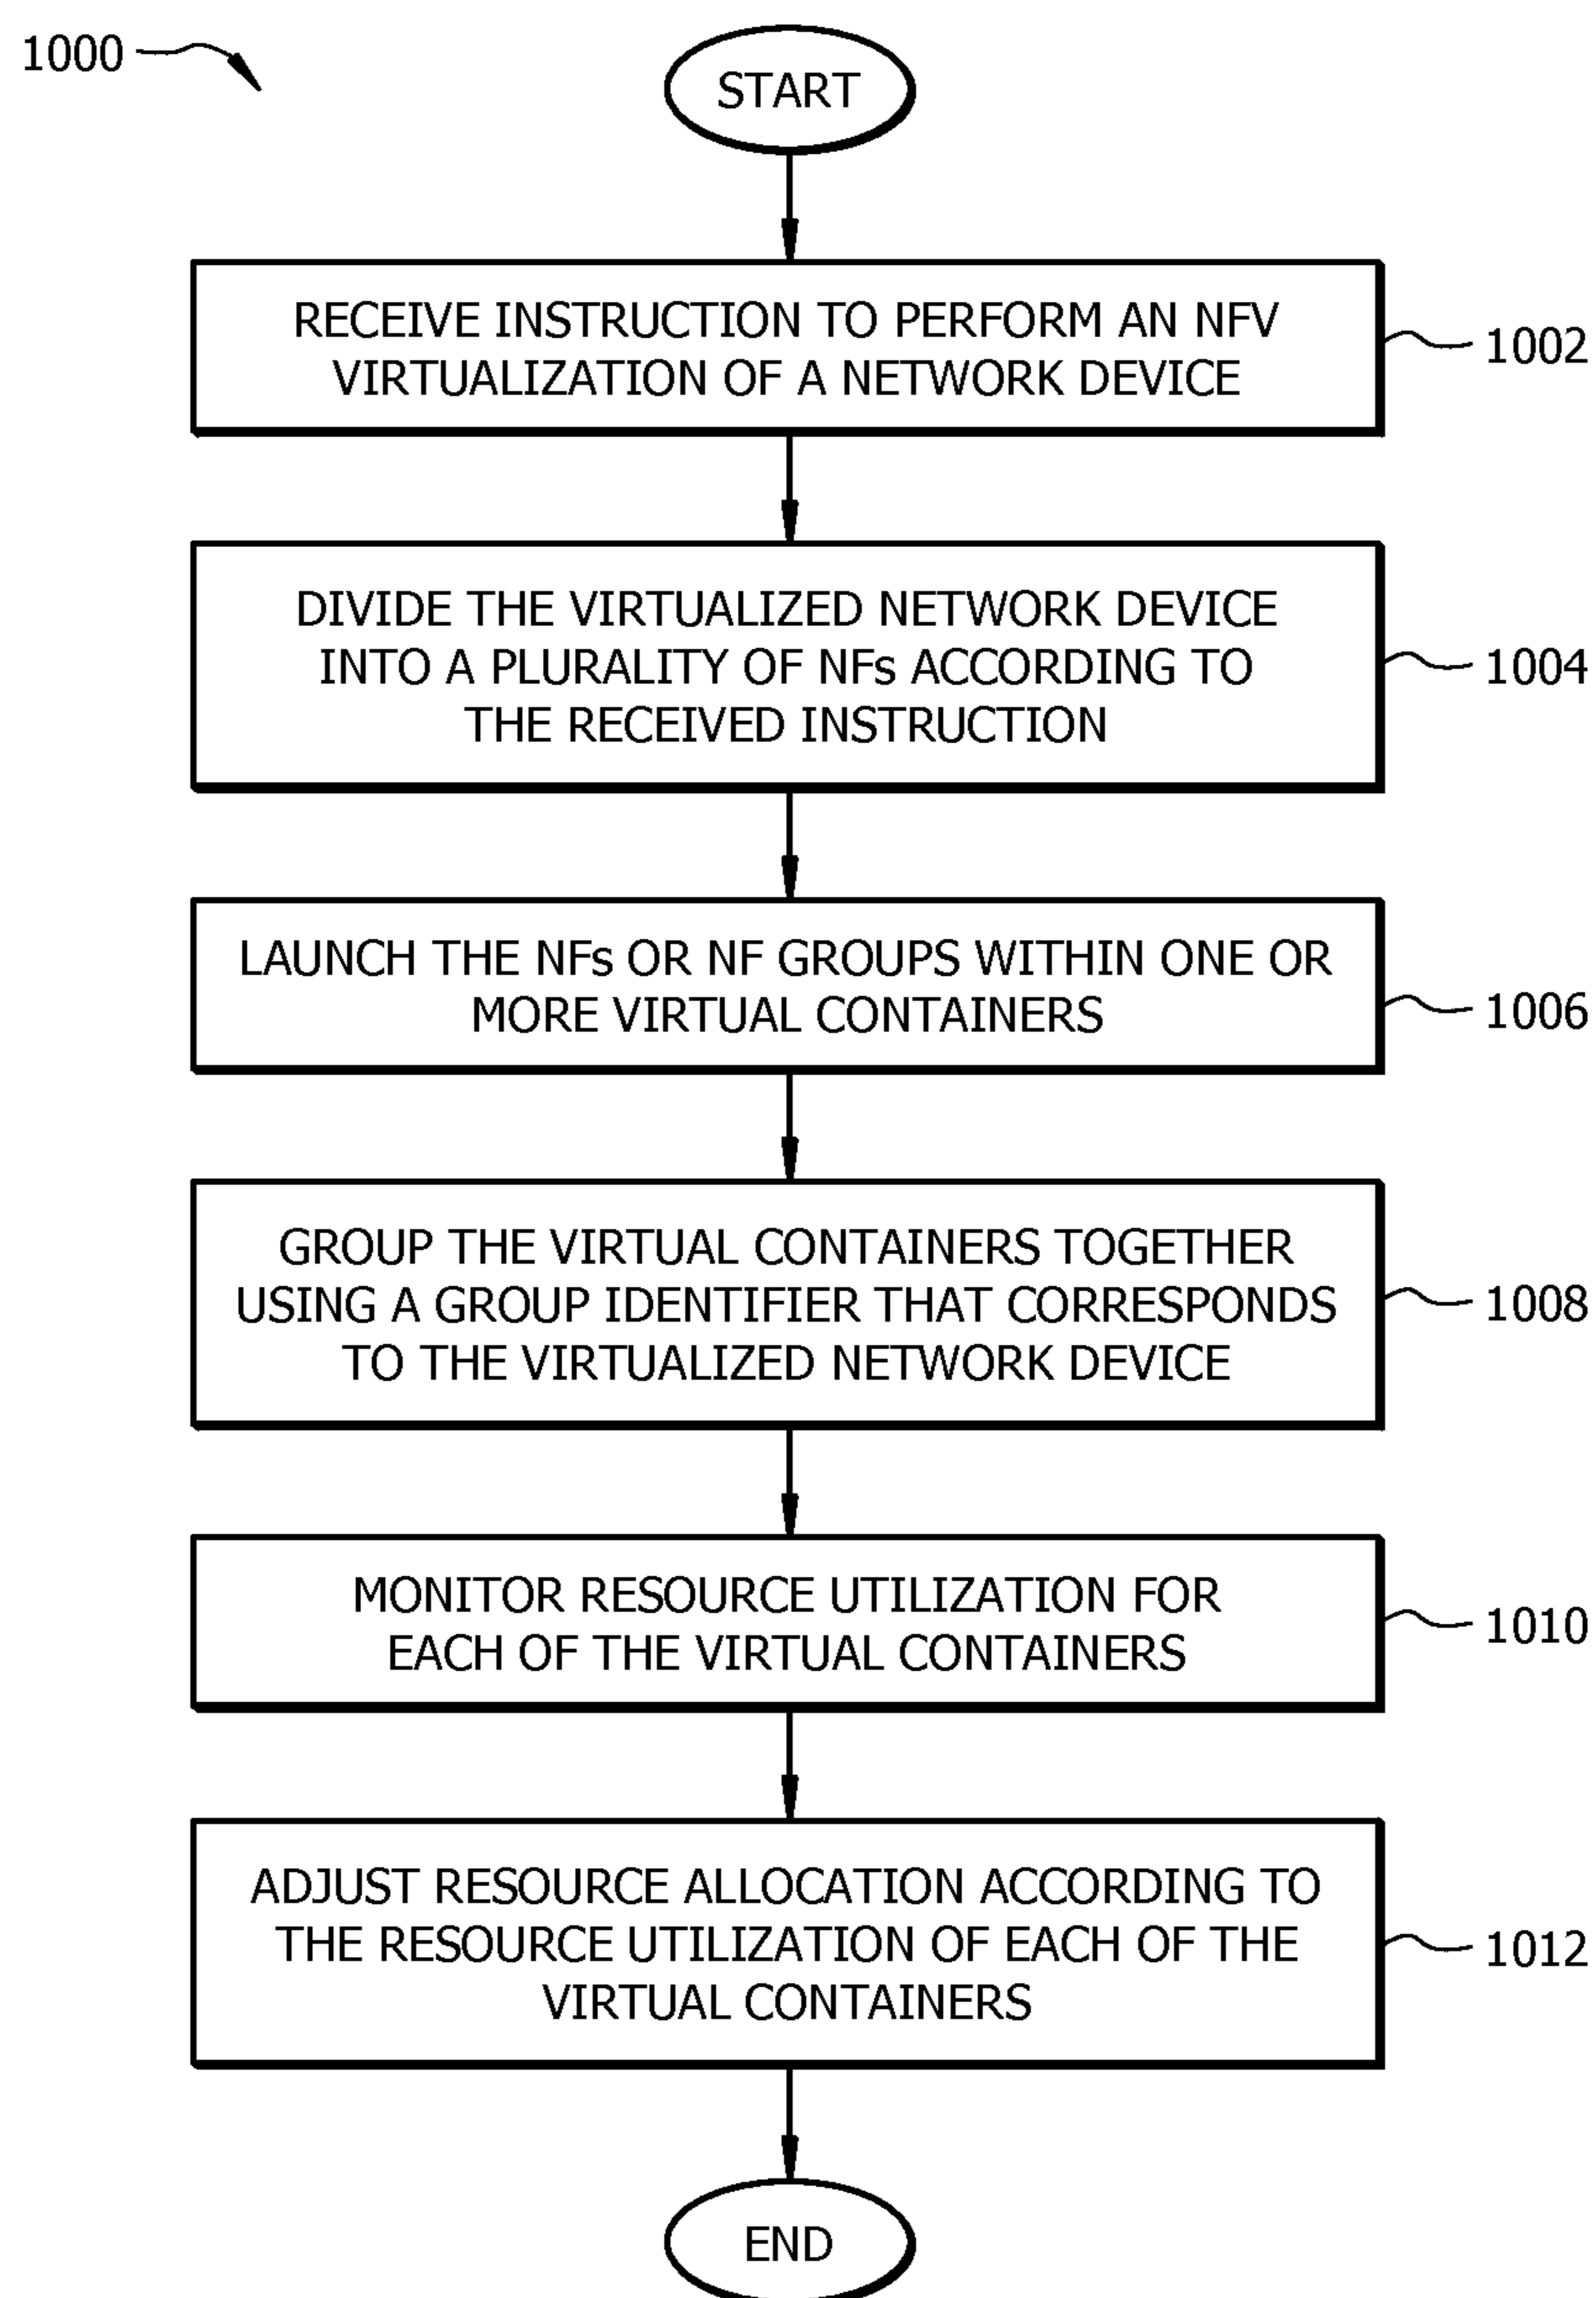 1000
START
RECEIVE INSTRUCTION TO PERFORM AN NFV
VIRTUALIZATION OF A NETWORK DEVICE
1002
DIVIDE THE VIRTUALIZED NETWORK DEVICE
INTO A PLURALITY OF NFs ACCORDING TO
THE RECEIVED INSTRUCTION
1004
LAUNCH THE NFs OR NF GROUPS WITHIN ONE OR
MORE VIRTUAL CONTAINERS
1006
GROUP THE VIRTUAL CONTAINERS TOGETHER
USING A GROUP IDENTIFIER THAT CORRESPONDS
TO THE VIRTUALIZED NETWORK DEVICE
1008
MONITOR RESOURCE UTILIZATION FOR
EACH OF THE VIRTUAL CONTAINERS
1010
ADJUST RESOURCE ALLOCATION ACCORDING TO
THE RESOURCE UTILIZATION OF EACH OF THE
VIRTUAL CONTAINERS
1012
END